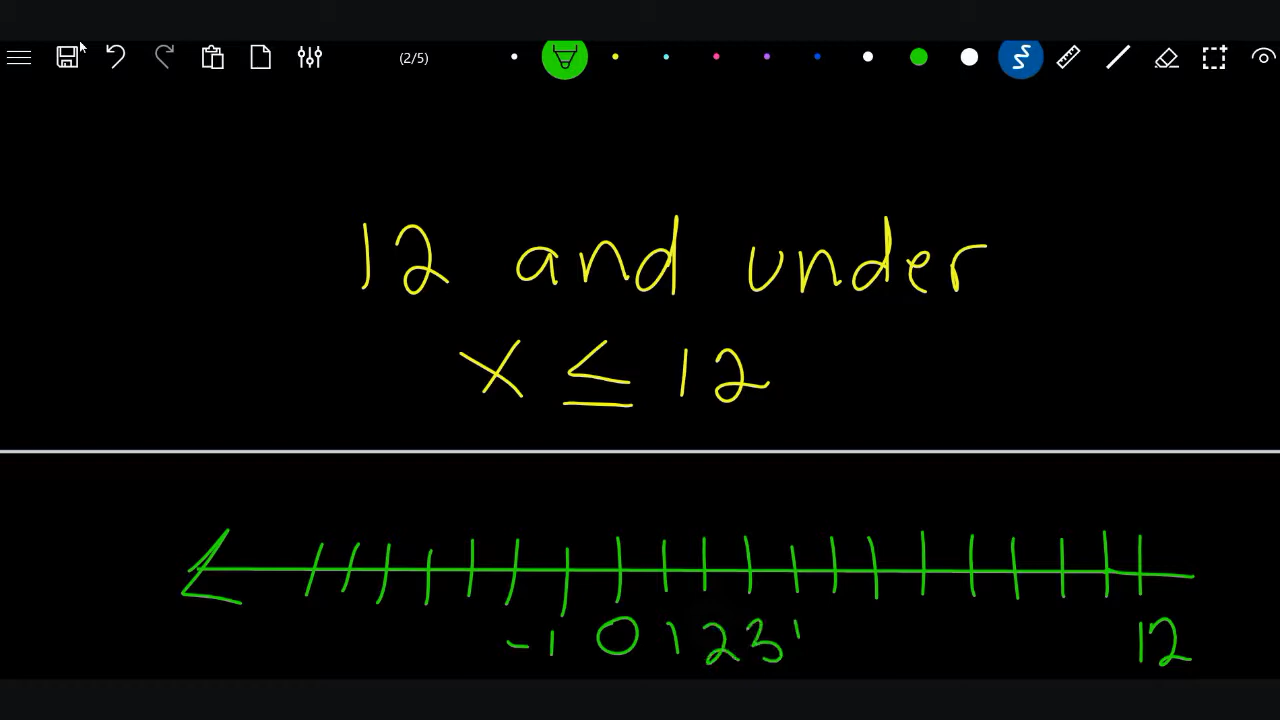 (2/5)
12 and under
x ≤ 12
-1 0 1 2 3 12